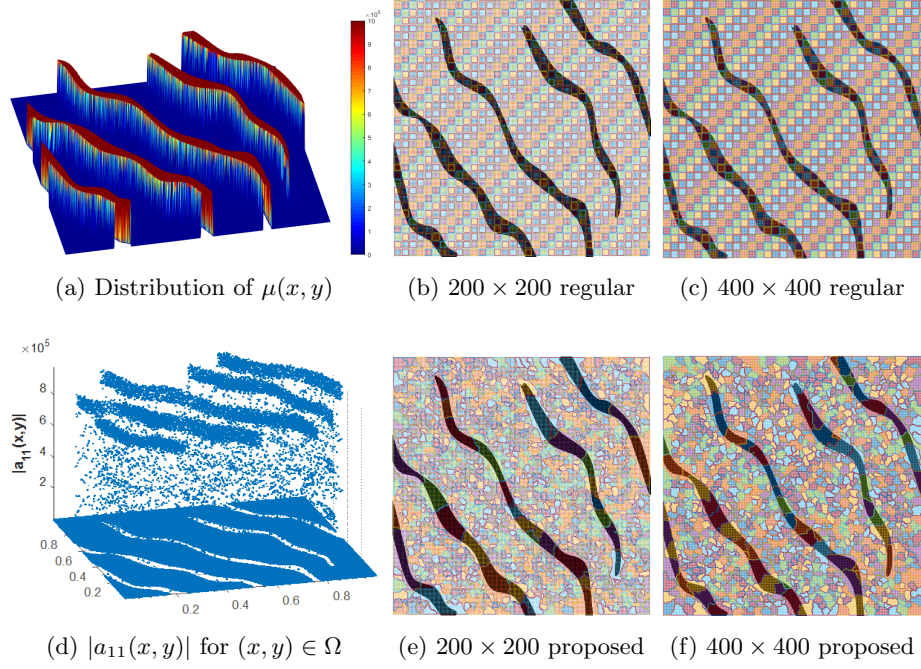 ×10⁵
10
9
8
7
6
5
4
3
2
1
0
(a) Distribution of μ(x, y)
(b) 200 × 200 regular
(c) 400 × 400 regular
×10⁵
8
6
4
2
|a₁₁(x,y)|
0.8
0.6
0.4
0.2
0.2 0.4 0.6 0.8
(d) |a₁₁(x, y)| for (x, y) ∈ Ω
(e) 200 × 200 proposed
(f) 400 × 400 proposed